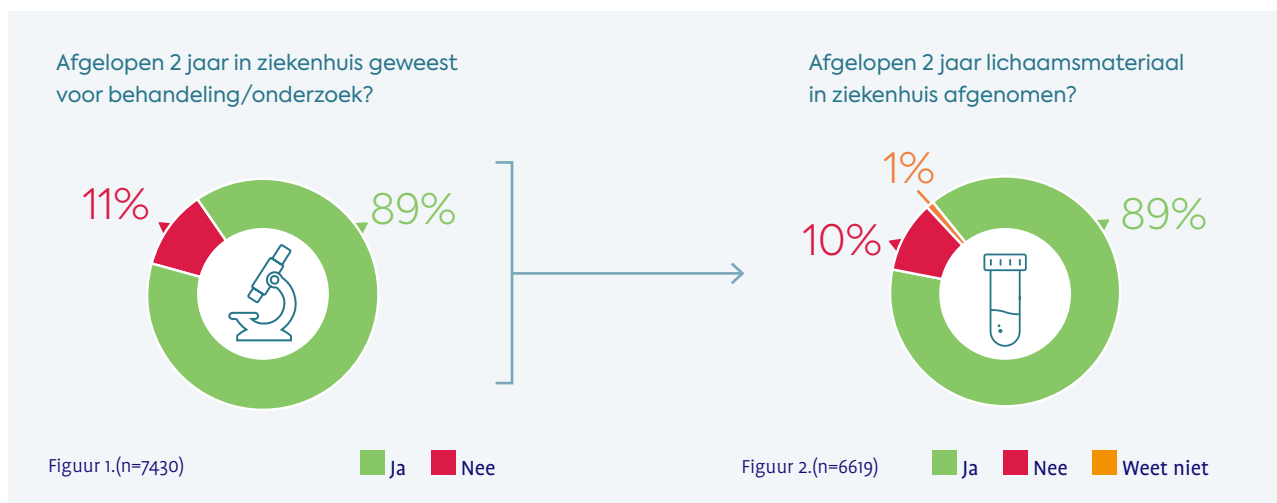 Afgelopen 2 jaar in ziekenhuis geweest
voor behandeling/onderzoek?
11%
89%
Figuur 1.(n=7430)
Ja
Nee
Afgelopen 2 jaar lichaamsmateriaal
in ziekenhuis afgenomen?
1%
10%
89%
Figuur 2.(n=6619)
Ja
Nee
Weet niet